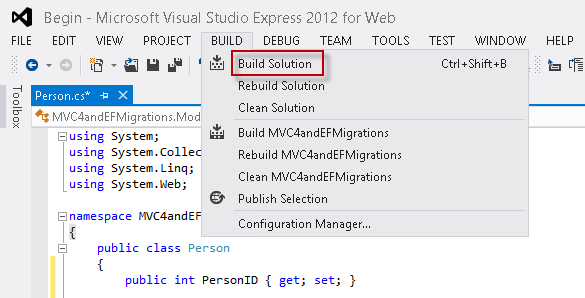 Begin - Microsoft Visual Studio Express 2012 for Web
FILE EDIT VIEW PROJECT BUILD DEBUG TEAM TOOLS TEST WINDOW HELP
Toolbox
Person.cs*
MVC4andEFMigrations.Mod
Build Solution Ctrl+Shift+B
Rebuild Solution
Clean Solution
Build MVC4andEFMigrations
Rebuild MVC4andEFMigrations
Clean MVC4andEFMigrations
Publish Selection
Configuration Manager...
using System;
using System.Collec
using System.Linq;
using System.Web;
namespace MVC4andEF
{
public class Person
{
public int PersonID { get; set; }